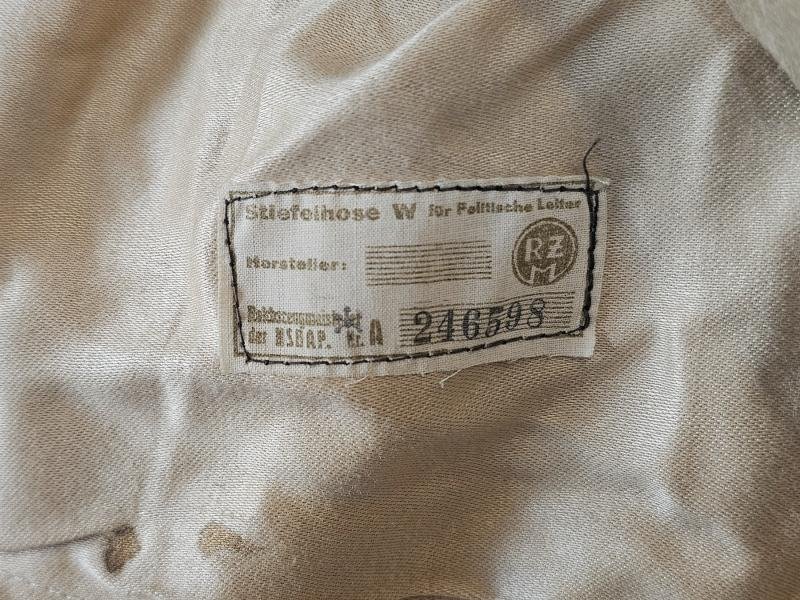 Stiefelhose W für Politische Leiter
Hersteller:
RZM
Reichszeugmeisterei
der NSDAP. Nr. A 246598